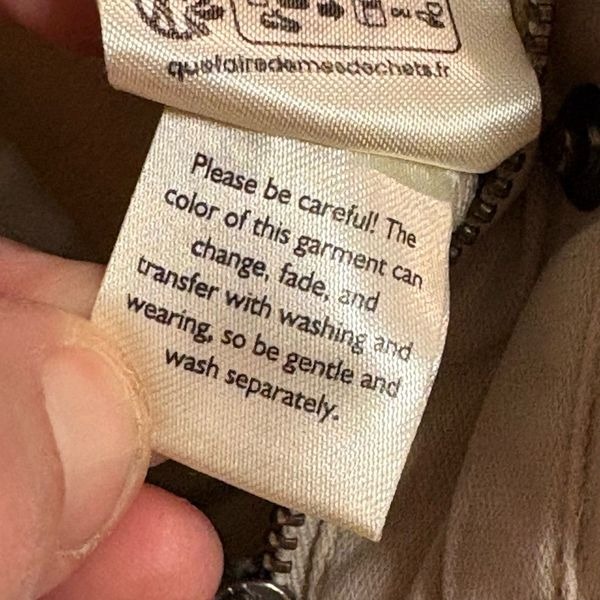 quefairedemesdechets.fr
Please be careful! The
color of this garment can
change, fade, and
transfer with washing and
wearing, so be gentle and
wash separately.